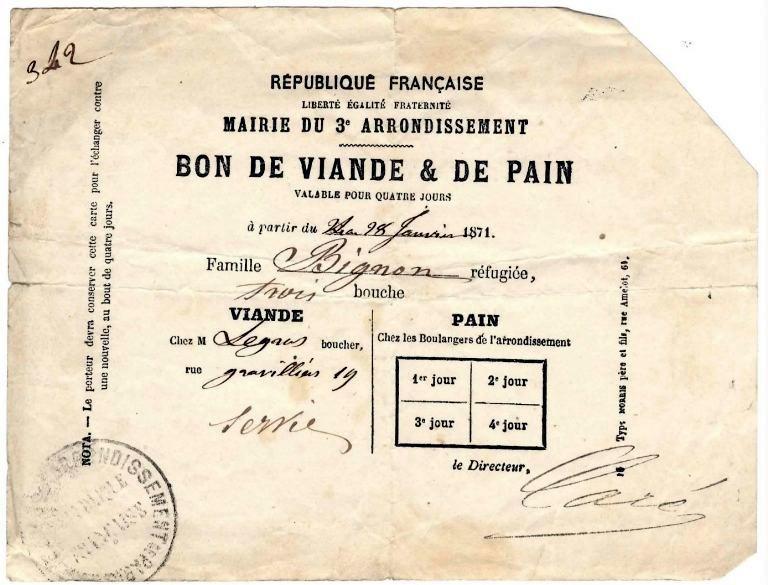 342
RÉPUBLIQUE FRANÇAISE
LIBERTÉ ÉGALITÉ FRATERNITÉ
MAIRIE DU 3e ARRONDISSEMENT
BON DE VIANDE & DE PAIN
VALABLE POUR QUATRE JOURS
à partir du 28 Janvier 1871.
Famille Bignon réfugiée,
trois bouche
VIANDE
Chez M Legras boucher,
rue gravilliers 19
Servie
PAIN
Chez les Boulangers de l'arrondissement
1er jour 2e jour
3e jour 4e jour
le Directeur,
NOTA. — Le porteur devra conserver cette carte pour l'échanger contre
une nouvelle, au bout de quatre jours.
Typ. MORRIS père et fils, rue Amelot, 64.
ARRONDISSEMENT